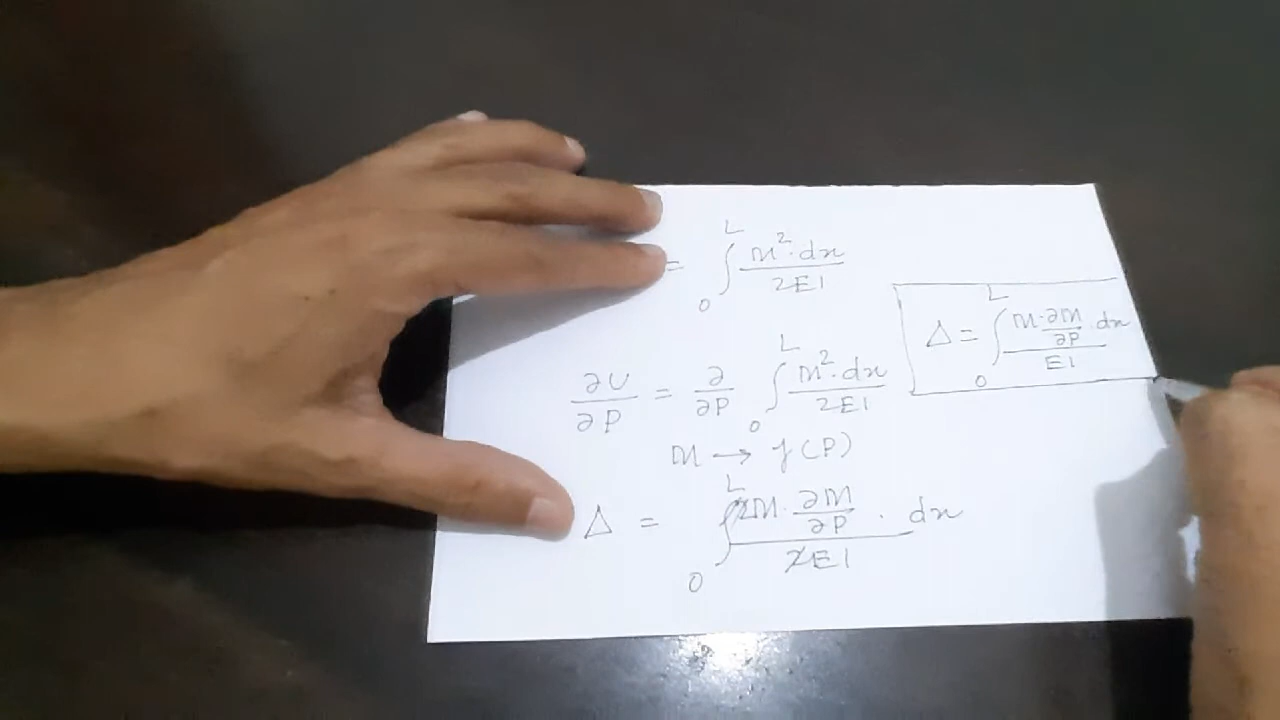 = ∫₀ᴸ M²·dx / 2EI
∂U/∂P = ∂/∂P ∫₀ᴸ M²·dx / 2EI
M → f(P)
Δ = ∫₀ᴸ 2M·∂M/∂P · dx / 2EI
Δ = ∫₀ᴸ M·∂M/∂P dx / EI